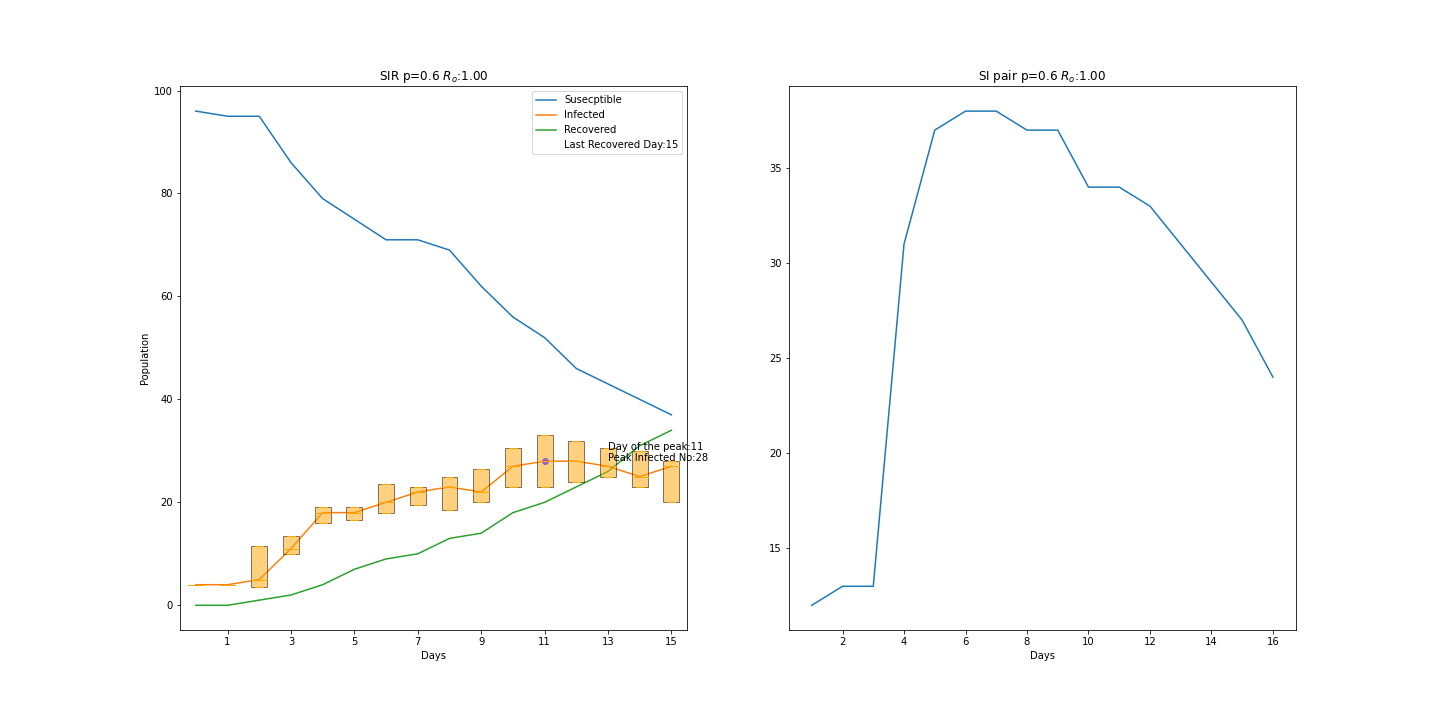 SIR p=0.6 Rₒ:1.00
Susecptible
Infected
Recovered
Last Recovered Day:15
100
80
60
40
20
0
Population
Day of the peak:11
Peak Infected No:28
1 3 5 7 9 11 13 15
Days
SI pair p=0.6 Rₒ:1.00
35
30
25
20
15
2 4 6 8 10 12 14 16
Days